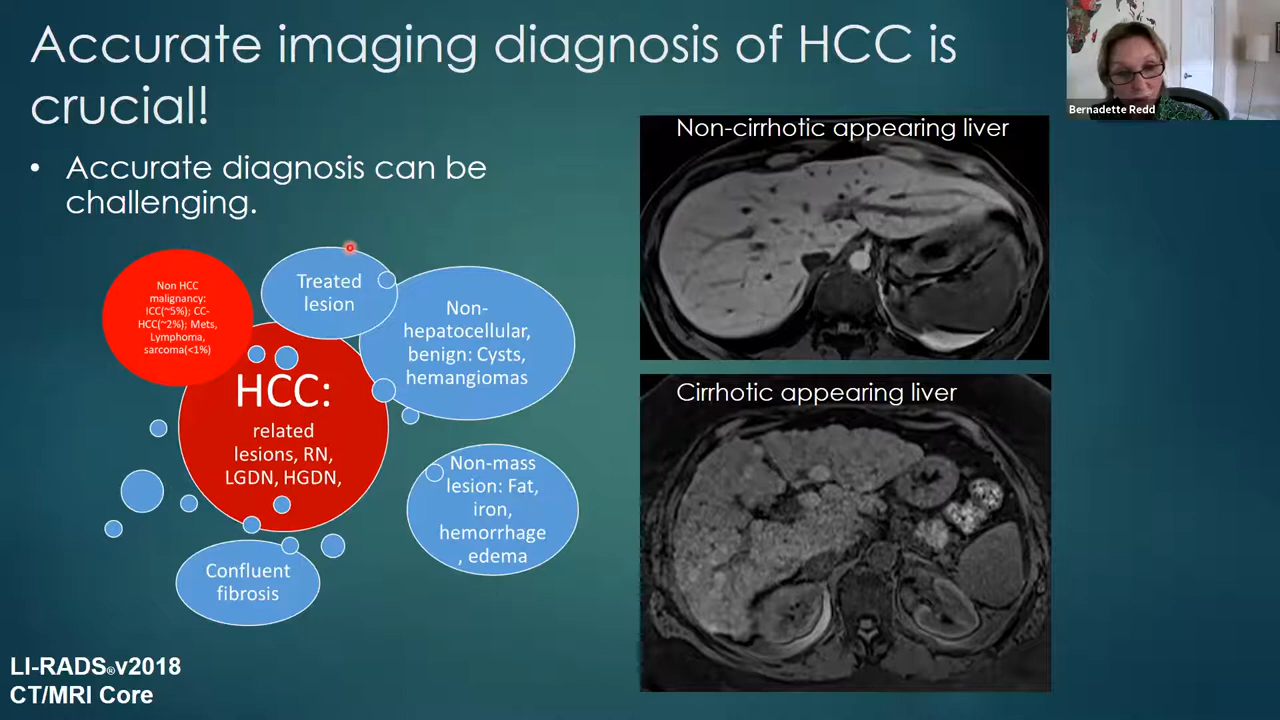 Accurate imaging diagnosis of HCC is
crucial!
• Accurate diagnosis can be
challenging.
Non HCC
malignancy:
ICC(~5%); CC-
HCC(~2%); Mets,
Lymphoma,
sarcoma(<1%)
Treated
lesion
Non-
hepatocellular,
benign: Cysts,
hemangiomas
HCC:
related
lesions, RN,
LGDN, HGDN,
Non-mass
lesion: Fat,
iron,
hemorrhage
, edema
Confluent
fibrosis
LI-RADS®v2018
CT/MRI Core
Non-cirrhotic appearing liver
Cirrhotic appearing liver
Bernadette Redd